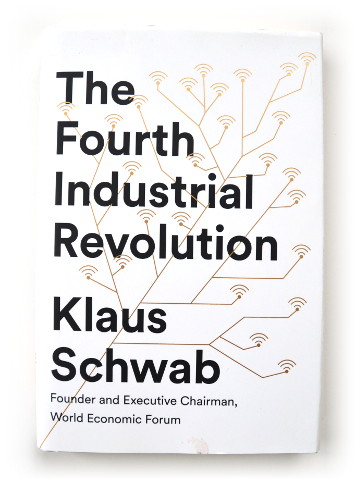 The
Fourth
Industrial
Revolution
Klaus
Schwab
Founder and Executive Chairman,
World Economic Forum